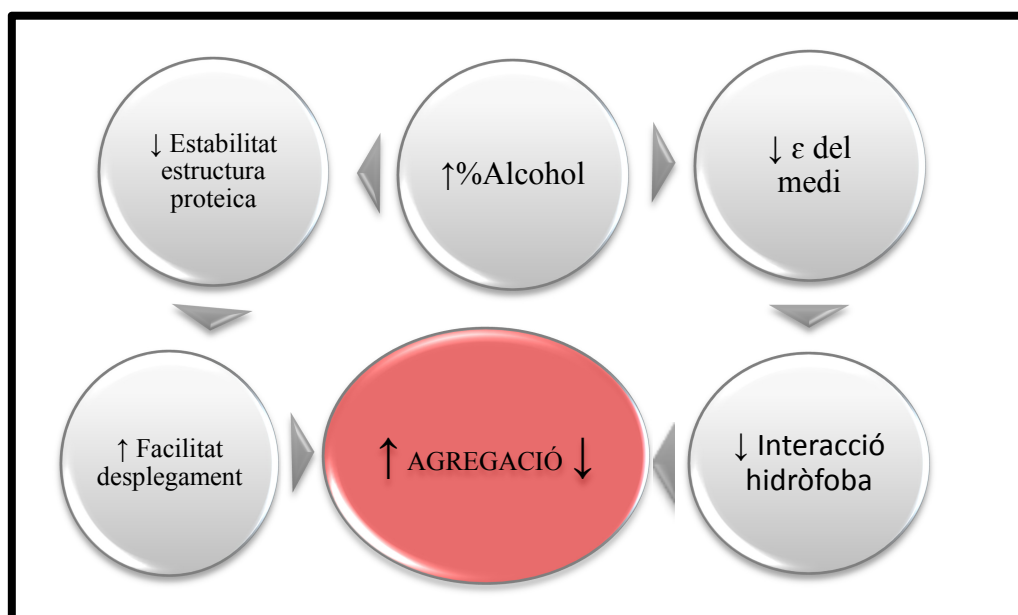 ↓ Estabilitat
estructura
proteica
↑%Alcohol
↓ ε del
medi
↑ Facilitat
desplegament
↑ AGREGACIÓ ↓
↓ Interacció
hidròfoba